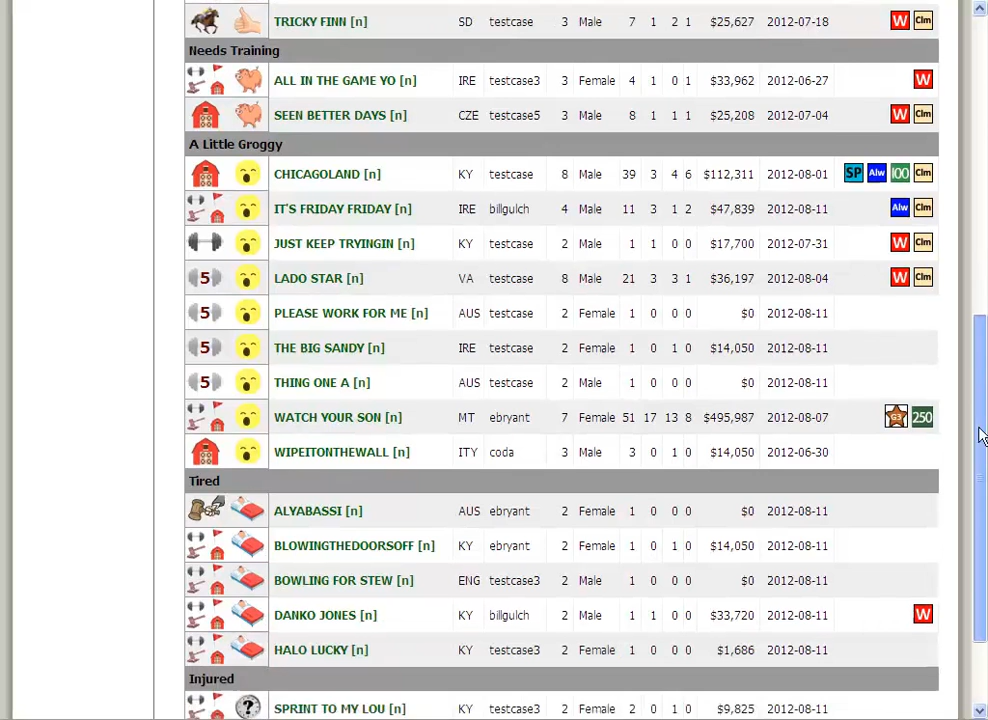 TRICKY FINN [n] SD testcase 3 Male 7 1 2 1 $25,627 2012-07-18 W Clm
Needs Training
ALL IN THE GAME YO [n] IRE testcase3 3 Female 4 1 0 0 $33,962 2012-06-27 W
SEEN BETTER DAYS [n] CZE testcase5 3 Male 8 1 1 1 $25,208 2012-07-04 W Clm
A Little Groggy
CHICAGOLAND [n] KY testcase 8 Male 39 3 4 6 $112,311 2012-08-01 SP Alw 100 Clm
IT'S FRIDAY FRIDAY [n] IRE billgulch 4 Male 11 3 1 2 $47,839 2012-08-11 Alw Clm
JUST KEEP TRYINGIN [n] KY testcase 2 Male 1 1 0 0 $17,700 2012-07-31 W Clm
5 LADO STAR [n] VA testcase 8 Male 21 3 3 1 $36,197 2012-08-04 W Clm
5 PLEASE WORK FOR ME [n] AUS testcase 2 Female 1 0 0 0 $0 2012-08-11
5 THE BIG SANDY [n] IRE testcase 2 Female 1 0 1 0 $14,050 2012-08-11
5 THING ONE A [n] AUS testcase 2 Male 1 0 0 0 $0 2012-08-11
WATCH YOUR SON [n] MT ebryant 7 Female 51 17 13 8 $495,987 2012-08-07 G3 250
WIPEITONTHEWALL [n] ITY coda 3 Male 3 0 1 0 $14,050 2012-06-30
Tired
ALYABASSI [n] AUS ebryant 2 Female 1 0 0 0 $0 2012-08-11
BLOWINGTHEDOORSOFF [n] KY ebryant 2 Female 1 0 1 0 $14,050 2012-08-11
BOWLING FOR STEW [n] ENG testcase3 2 Male 1 0 0 0 $0 2012-08-11
DANKO JONES [n] KY billgulch 2 Male 1 1 0 0 $33,720 2012-08-11 W
HALO LUCKY [n] KY testcase3 2 Female 1 0 0 0 $1,686 2012-08-11
Injured
? SPRINT TO MY LOU [n] KY testcase3 2 Female 2 0 1 0 $9,825 2012-08-11